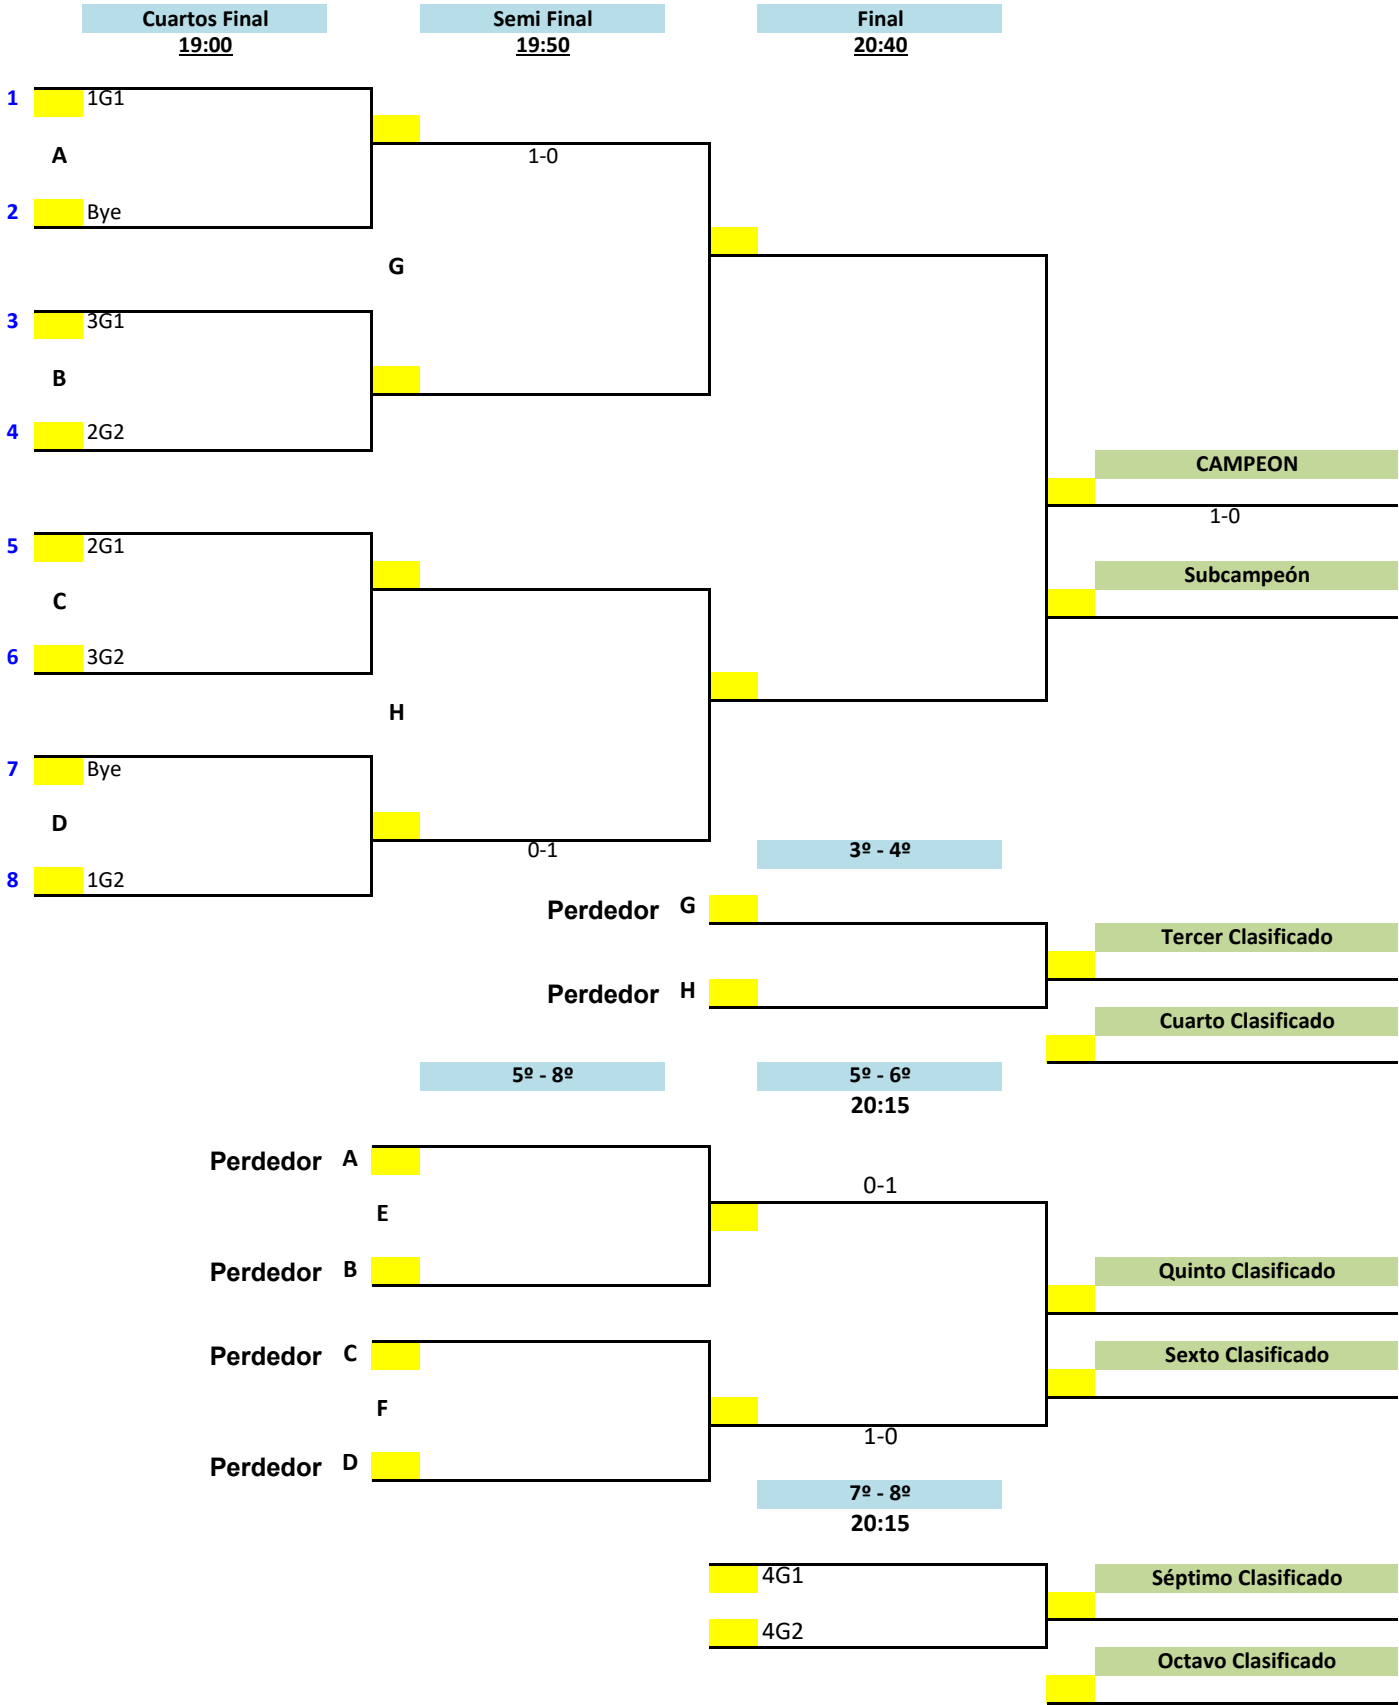 Cuartos Final Semi Final Final
19:00 19:50 20:40
1 1G1
A 1-0
2 Bye
G
3 3G1
B
4 2G2
CAMPEON
1-0
5 2G1
Subcampeón
C
6 3G2
H
7 Bye
D
0-1 3º - 4º
8 1G2
Perdedor G
Tercer Clasificado
Perdedor H
Cuarto Clasificado
5º - 8º 5º - 6º
20:15
Perdedor A
0-1
E
Perdedor B Quinto Clasificado
Perdedor C Sexto Clasificado
F
1-0
Perdedor D
7º - 8º
20:15
4G1 Séptimo Clasificado
4G2
Octavo Clasificado